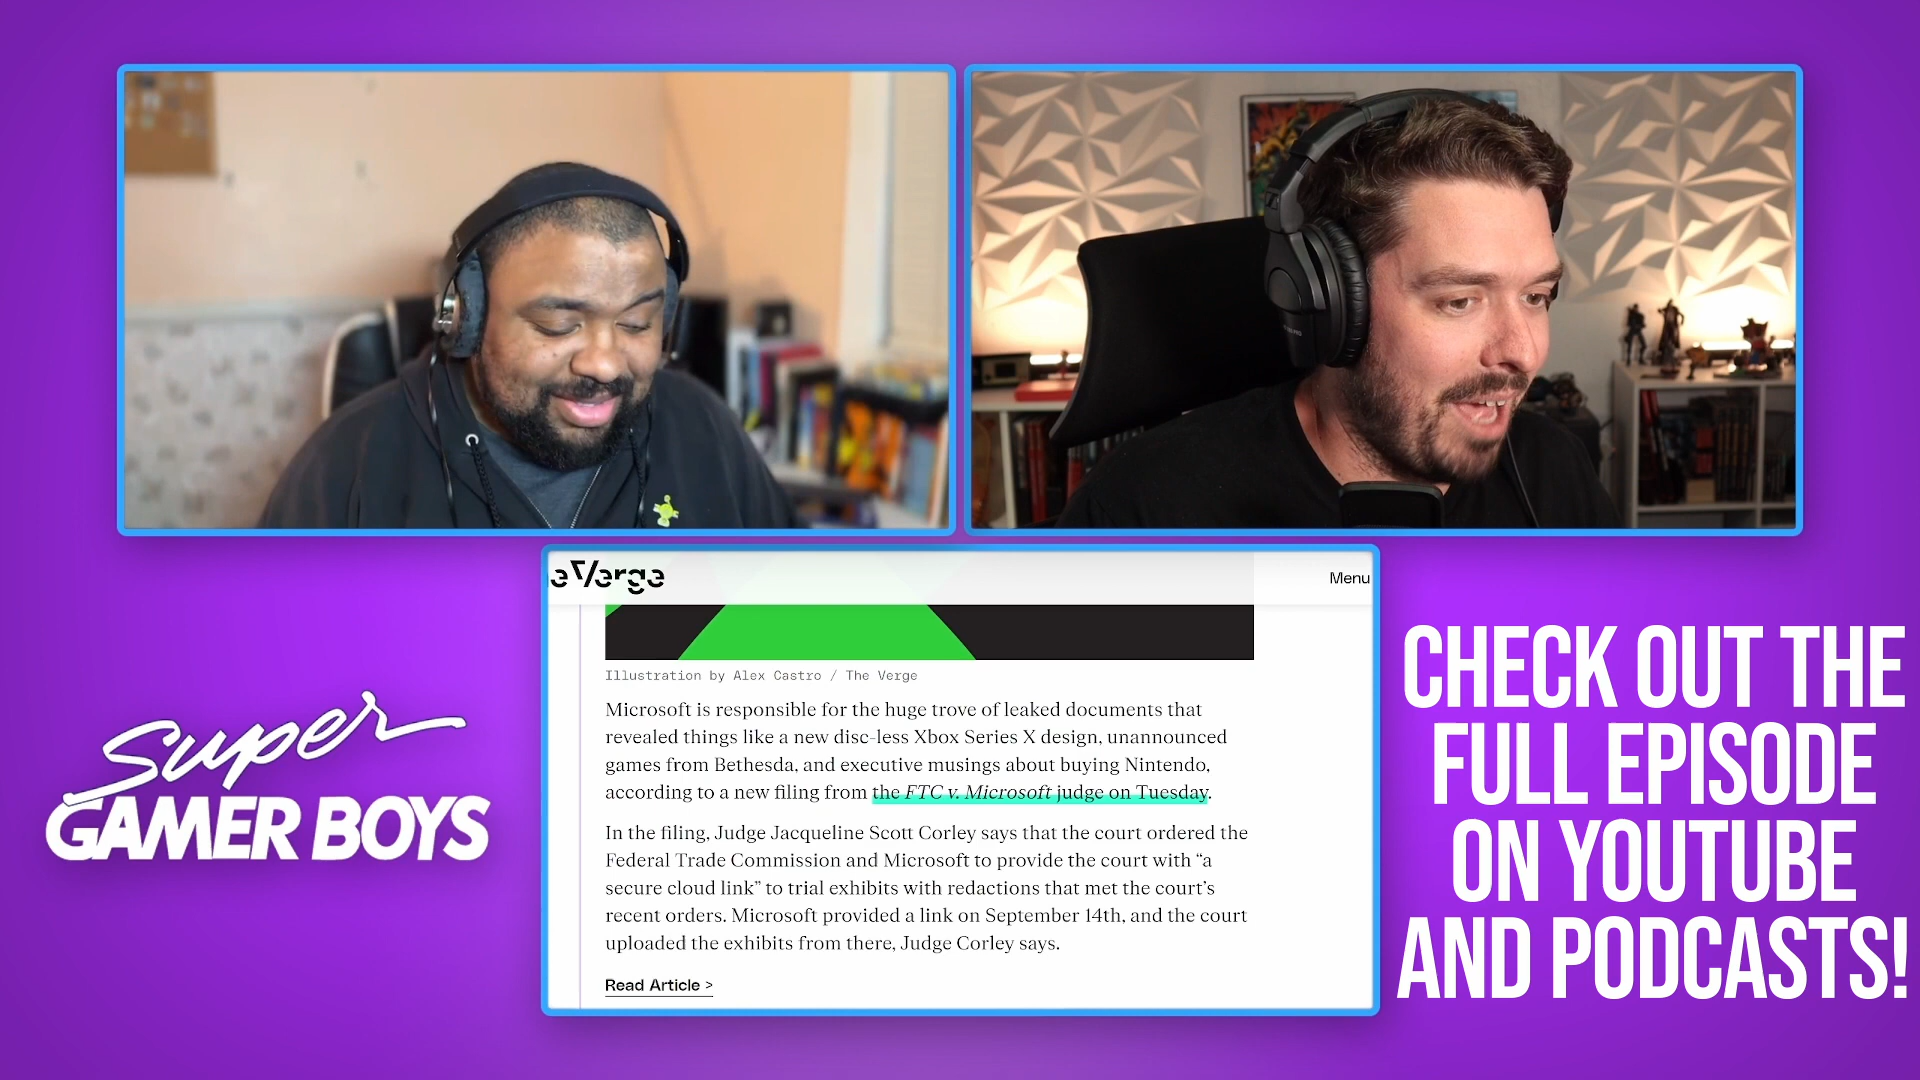 eVerge
Menu
Illustration by Alex Castro / The Verge
Microsoft is responsible for the huge trove of leaked documents that
revealed things like a new disc-less Xbox Series X design, unannounced
games from Bethesda, and executive musings about buying Nintendo,
according to a new filing from the FTC v. Microsoft judge on Tuesday.
In the filing, Judge Jacqueline Scott Corley says that the court ordered the
Federal Trade Commission and Microsoft to provide the court with “a
secure cloud link” to trial exhibits with redactions that met the court’s
recent orders. Microsoft provided a link on September 14th, and the court
uploaded the exhibits from there, Judge Corley says.
Read Article >
Super
GAMER BOYS
CHECK OUT THE
FULL EPISODE
ON YOUTUBE
AND PODCASTS!